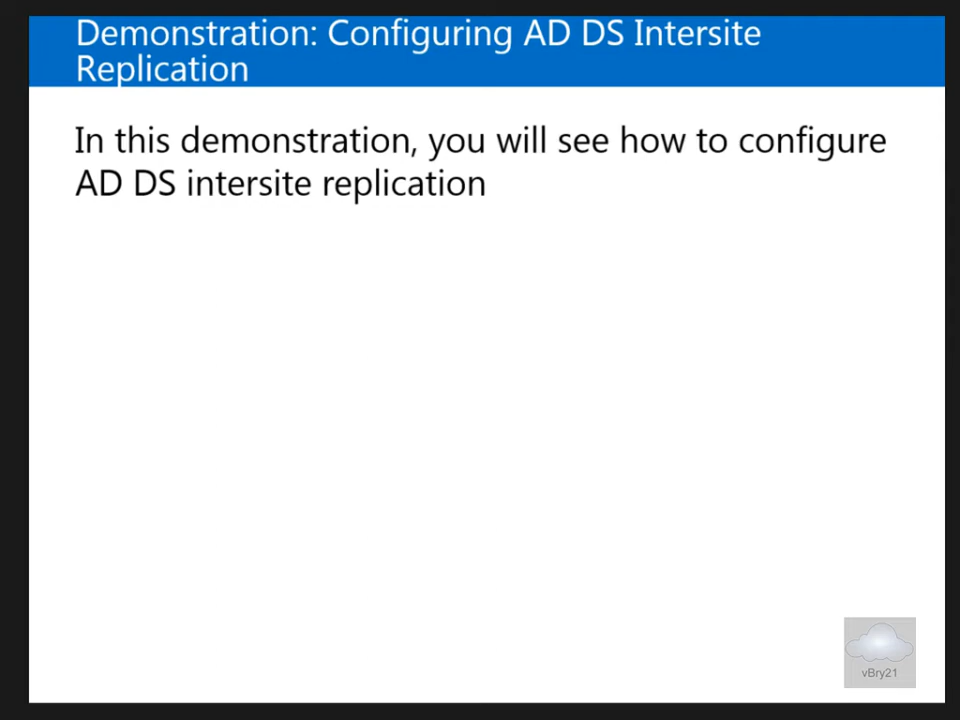 Demonstration: Configuring AD DS Intersite
Replication
In this demonstration, you will see how to configure
AD DS intersite replication
vBry21